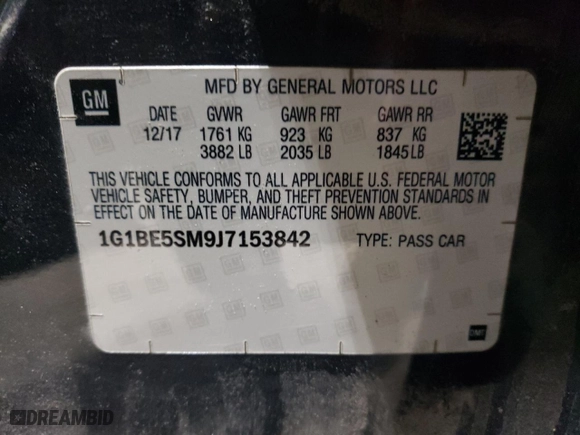 GM
MFD BY GENERAL MOTORS LLC
DATE GVWR GAWR FRT GAWR RR
12/17 1761 KG 923 KG 837 KG
3882 LB 2035 LB 1845 LB
THIS VEHICLE CONFORMS TO ALL APPLICABLE U.S. FEDERAL MOTOR
VEHICLE SAFETY, BUMPER, AND THEFT PREVENTION STANDARDS IN
EFFECT ON THE DATE OF MANUFACTURE SHOWN ABOVE.
1G1BE5SM9J7153842 TYPE: PASS CAR
DREAMBID